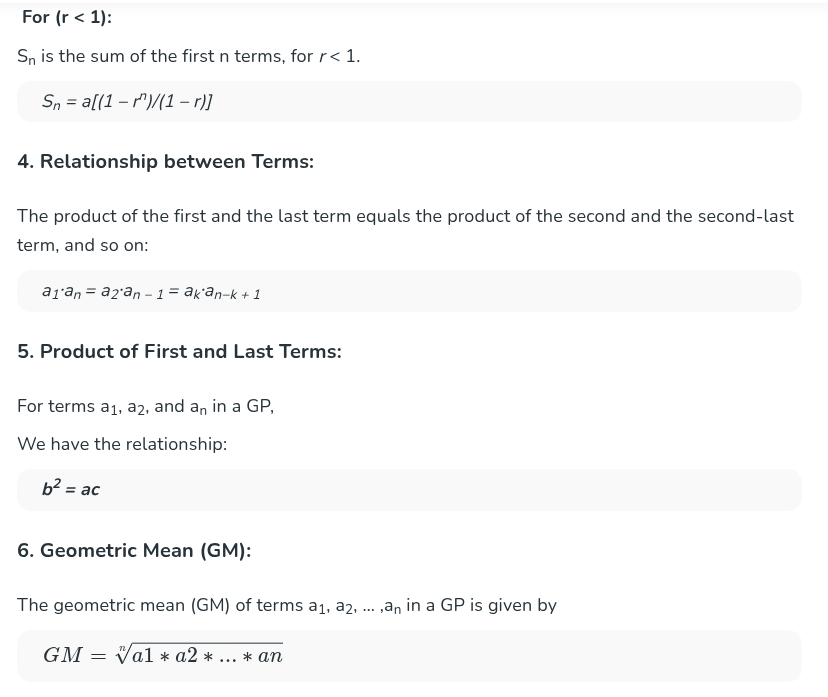 For (r < 1):
Sₙ is the sum of the first n terms, for r < 1.
Sₙ = a[(1 – rⁿ)/(1 – r)]
4. Relationship between Terms:
The product of the first and the last term equals the product of the second and the second-last
term, and so on:
a₁·aₙ = a₂·aₙ ₋ ₁ = aₖ·aₙ₋ₖ ₊ ₁
5. Product of First and Last Terms:
For terms a₁, a₂, and aₙ in a GP,
We have the relationship:
b² = ac
6. Geometric Mean (GM):
The geometric mean (GM) of terms a₁, a₂, ... ,aₙ in a GP is given by
GM = ⁿ√a1 * a2 * ... * an